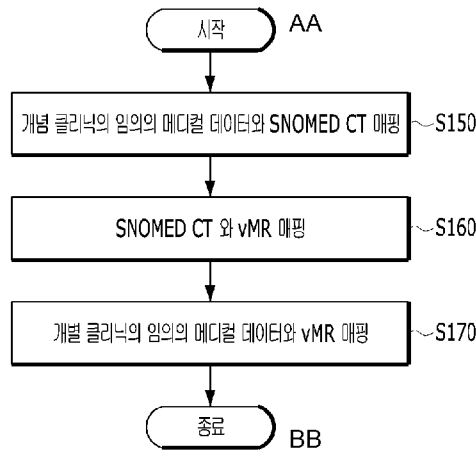 시작 AA
개념 클리닉의 임의의 메디컬 데이터와 SNOMED CT 매핑 S150
SNOMED CT 와 vMR 매핑 S160
개별 클리닉의 임의의 메디컬 데이터와 vMR 매핑 S170
종료 BB